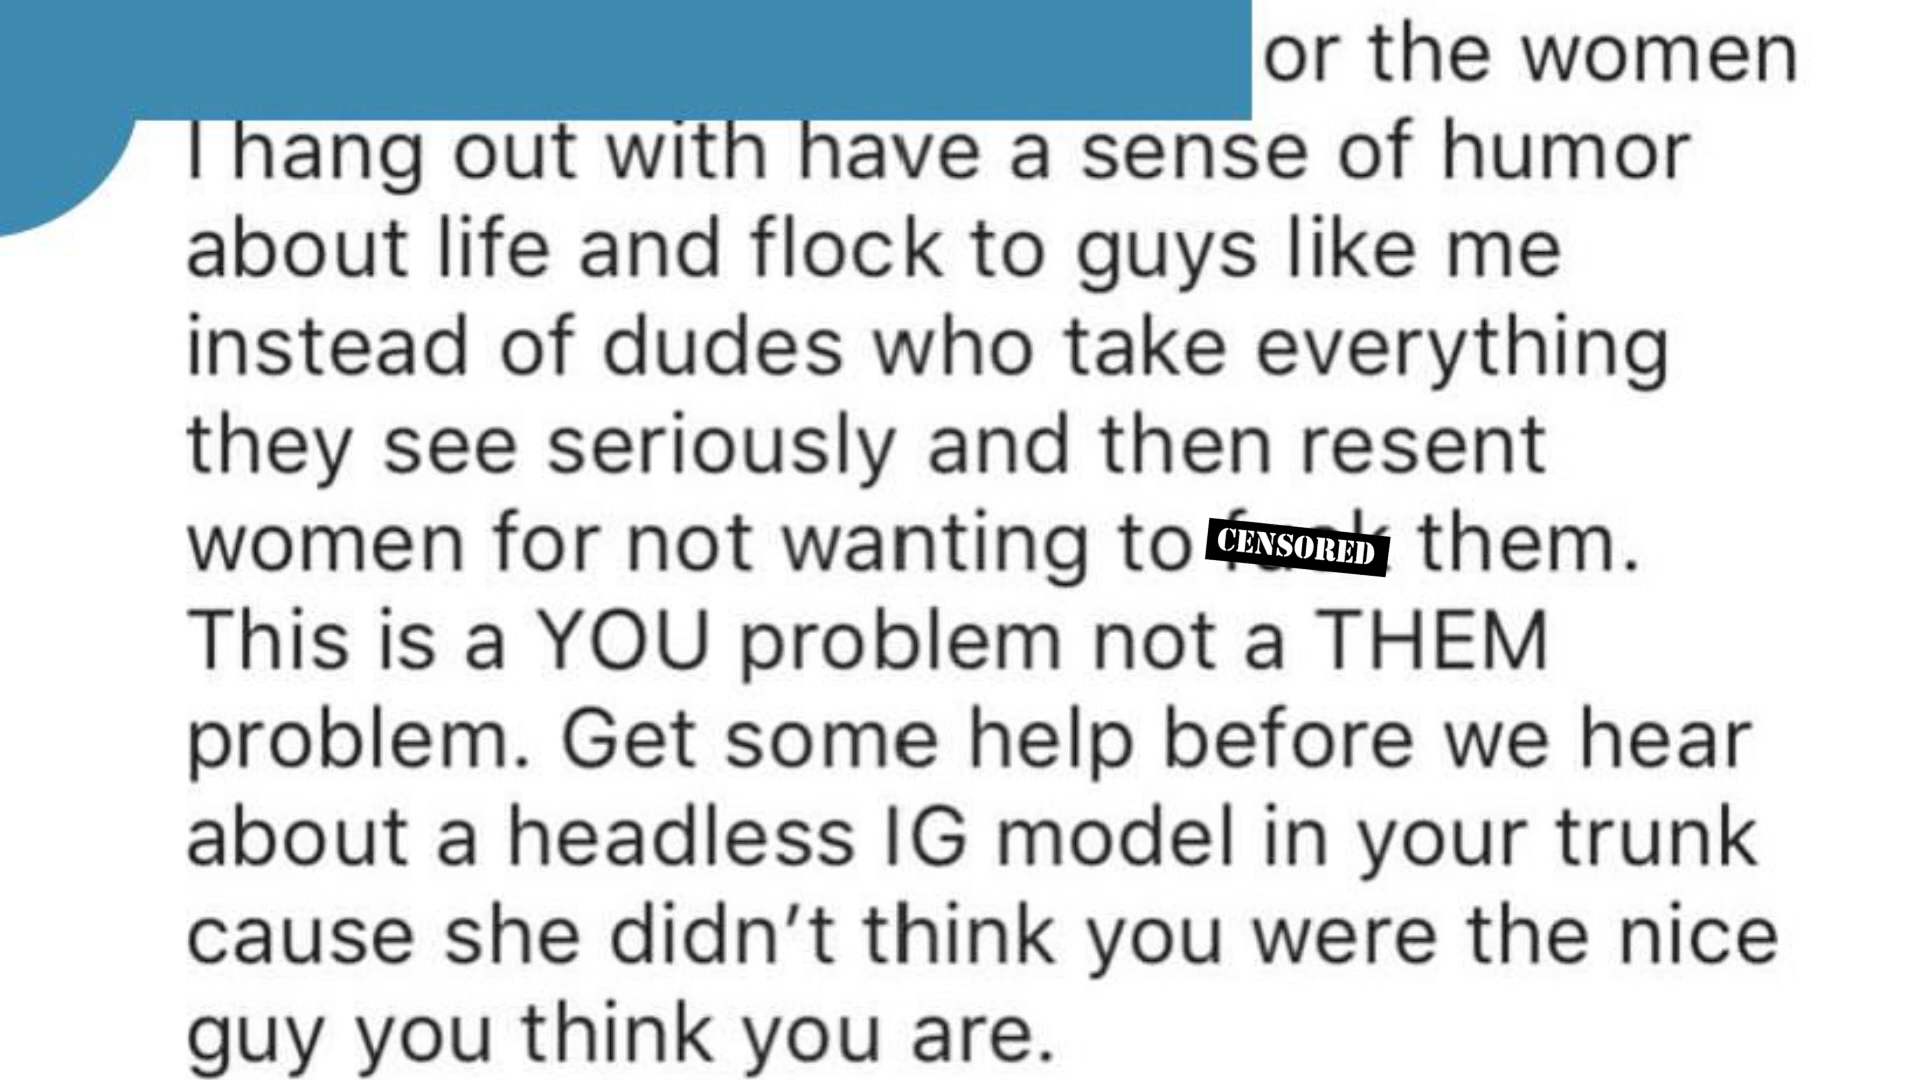 or the women
I hang out with have a sense of humor
about life and flock to guys like me
instead of dudes who take everything
they see seriously and then resent
women for not wanting to CENSORED them.
This is a YOU problem not a THEM
problem. Get some help before we hear
about a headless IG model in your trunk
cause she didn’t think you were the nice
guy you think you are.